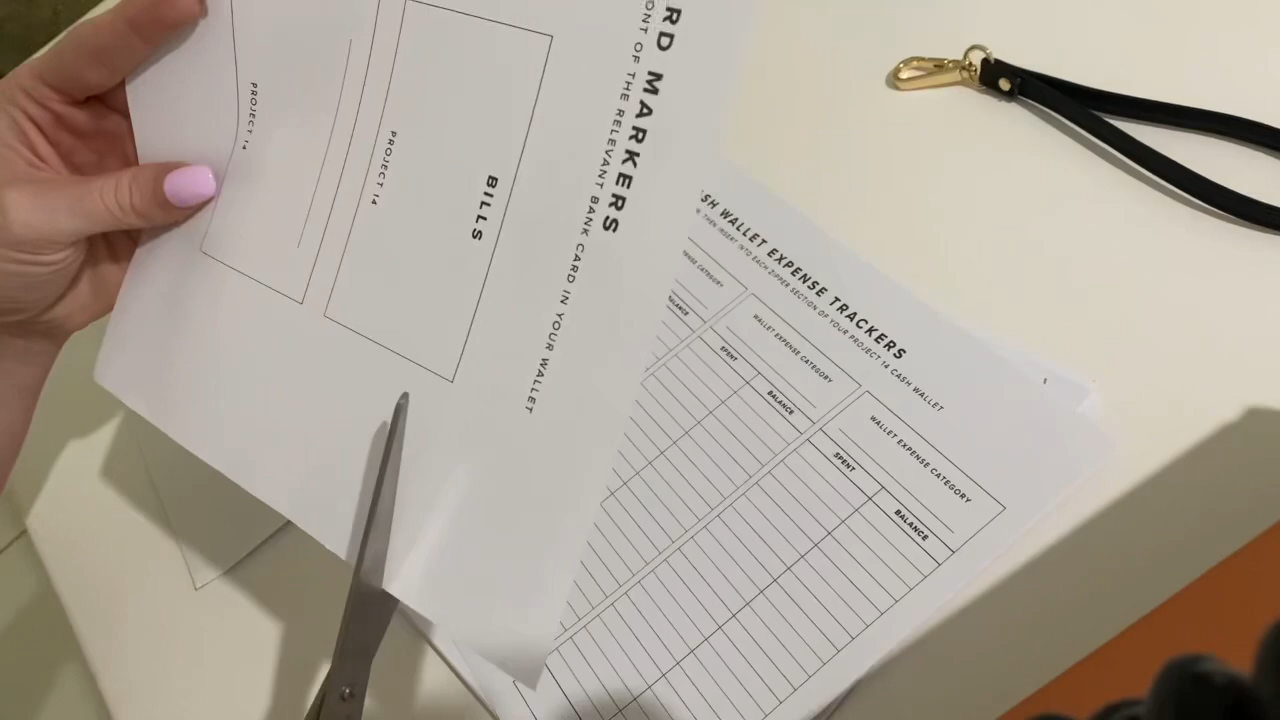 RD MARKERS
ONT OF THE RELEVANT BANK CARD IN YOUR WALLET
BILLS
PROJECT 14
PROJECT 14
SH WALLET EXPENSE TRACKERS
THEN INSERT INTO EACH ZIPPER SECTION OF YOUR PROJECT 14 CASH WALLET
CATEGORY
WALLET EXPENSE CATEGORY
SPENT
BALANCE
WALLET EXPENSE CATEGORY
SPENT
BALANCE